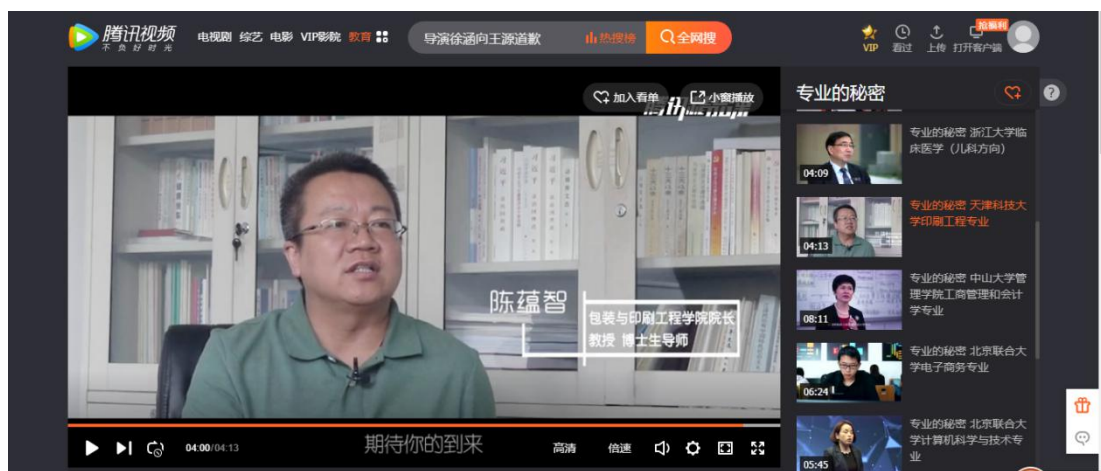 腾讯视频
不负好时光
电视剧 综艺 电影 VIP影院 教育
导演徐涵向王源道歉
热搜榜
全网搜
VIP
看过
上传
打开客户端
抢福利
加入看单
小窗播放
腾讯
陈蕴智
包装与印刷工程学院院长
教授 博士生导师
期待你的到来
04:00/04:13
高清
倍速
专业的秘密
专业的秘密 浙江大学临
床医学（儿科方向）
04:09
专业的秘密 天津科技大
学印刷工程专业
04:13
专业的秘密 中山大学管
理学院工商管理和会计
学专业
08:11
专业的秘密 北京联合大
学电子商务专业
06:24
专业的秘密 北京联合大
学计算机科学与技术专
业
05:45
?